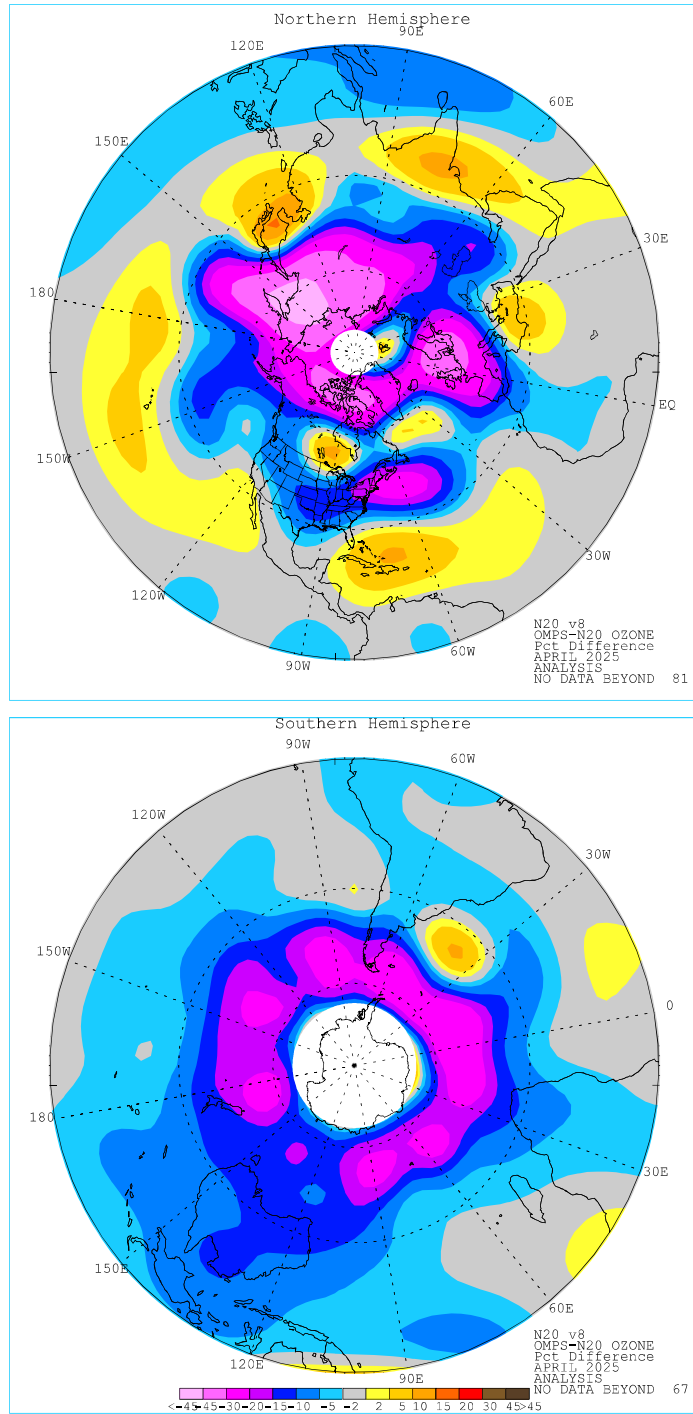 Northern Hemisphere
90E
120E
60E
150E
30E
180
EQ
150W
30W
120W
60W
90W
N20 v8
OMPS-N20 OZONE
Pct Difference
APRIL 2025
ANALYSIS
NO DATA BEYOND 81
Southern Hemisphere
90W
60W
120W
30W
150W
0
180
30E
150E
60E
120E
90E
N20 v8
OMPS-N20 OZONE
Pct Difference
APRIL 2025
ANALYSIS
NO DATA BEYOND 67
<-45 -45 -30 -20 -15 -10 -5 -2 2 5 10 15 20 30 45 >45